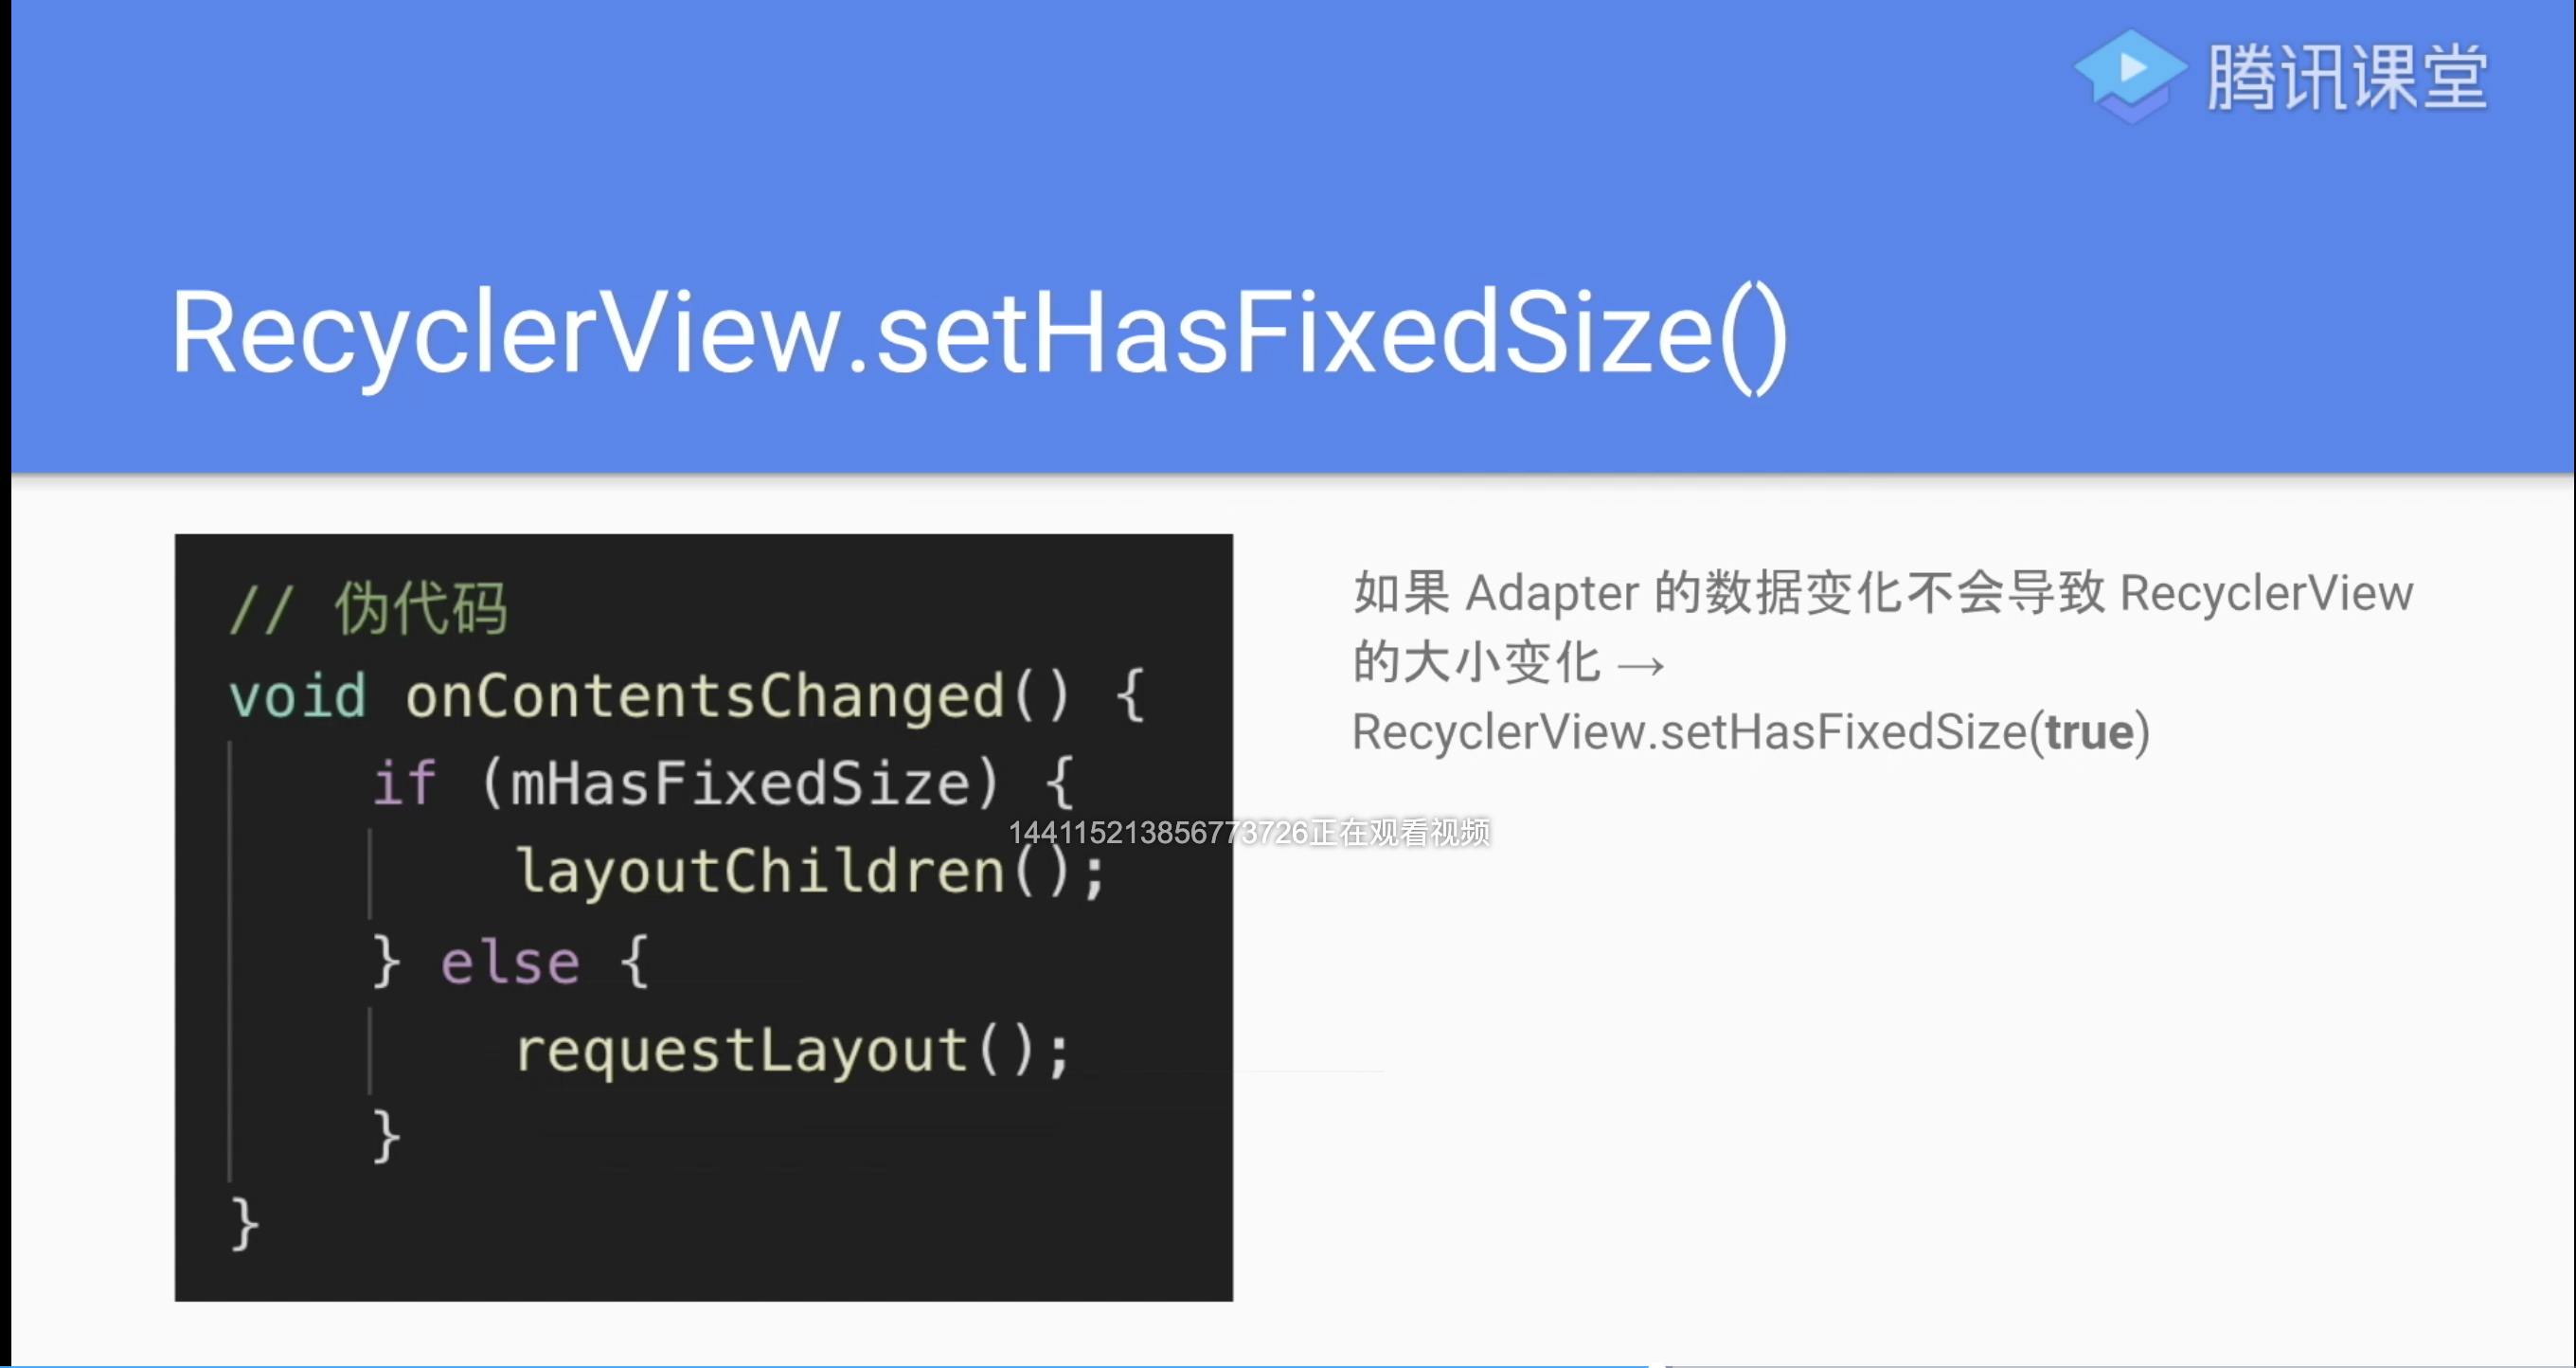 腾讯课堂
RecyclerView.setHasFixedSize()
// 伪代码
void onContentsChanged() {
if (mHasFixedSize) {
layoutChildren();
} else {
requestLayout();
}
}
如果 Adapter 的数据变化不会导致 RecyclerView
的大小变化 →
RecyclerView.setHasFixedSize(true)
144115213856773726正在观看视频